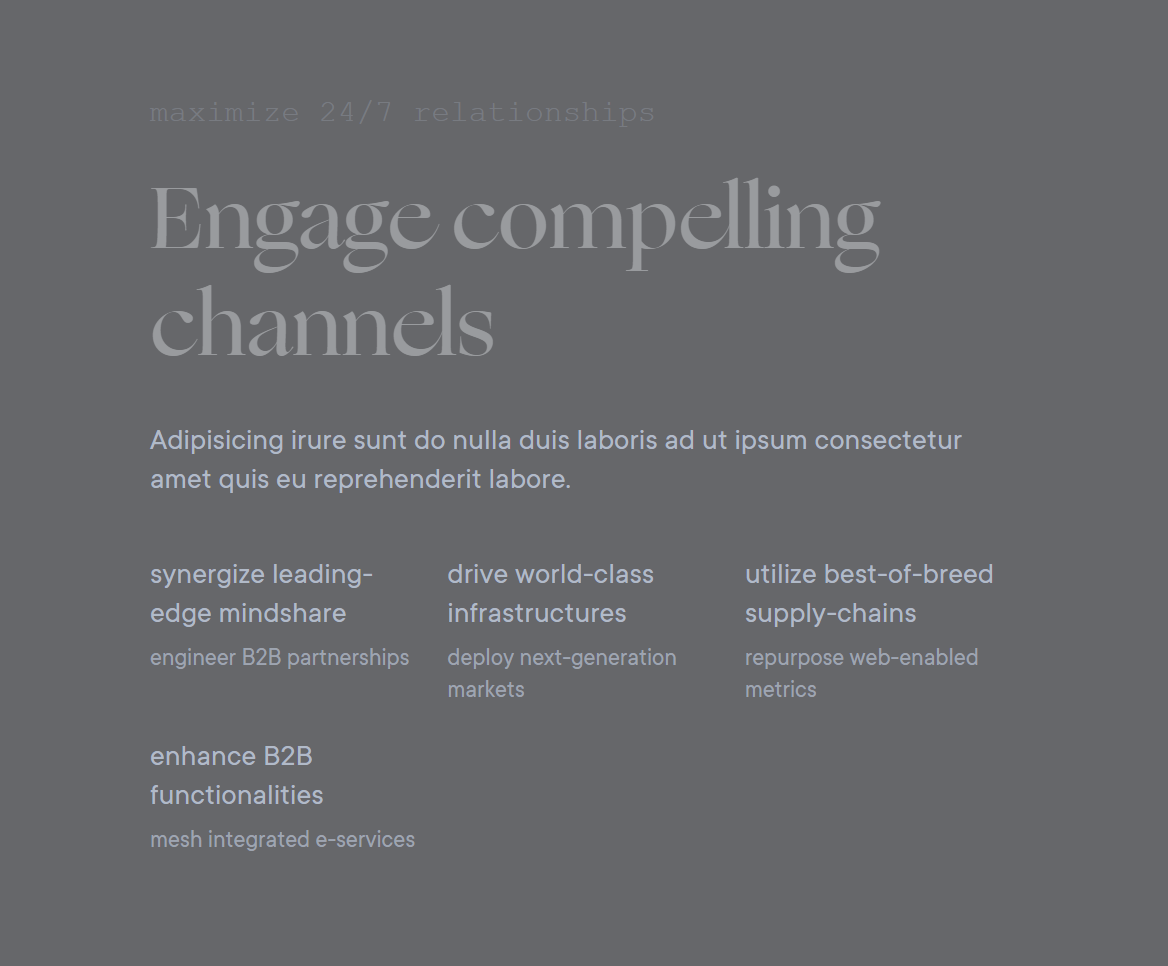 maximize 24/7 relationships
Engage compelling
channels
Adipisicing irure sunt do nulla duis laboris ad ut ipsum consectetur
amet quis eu reprehenderit labore.
synergize leading-
edge mindshare
engineer B2B partnerships
drive world-class
infrastructures
deploy next-generation
markets
utilize best-of-breed
supply-chains
repurpose web-enabled
metrics
enhance B2B
functionalities
mesh integrated e-services